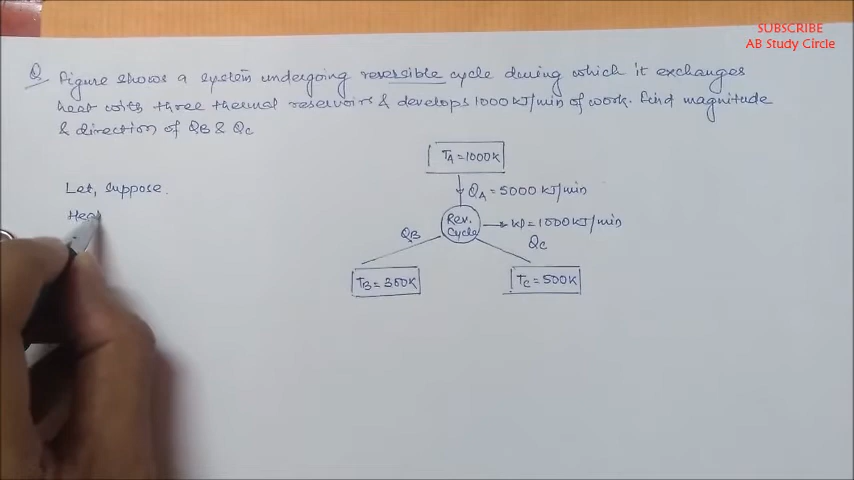 SUBSCRIBE
AB Study Circle
Q Figure shows a system undergoing reversible cycle during which it exchanges
heat with three thermal reservoirs & develops 1000 KJ/min of work. Find magnitude
& direction of QB & QC
TA = 1000K
Let, suppose.
QA = 5000 KJ/min
Hea
Rev. Cycle
W = 1000 KJ/min
QB
QC
TB = 300K
TC = 500K